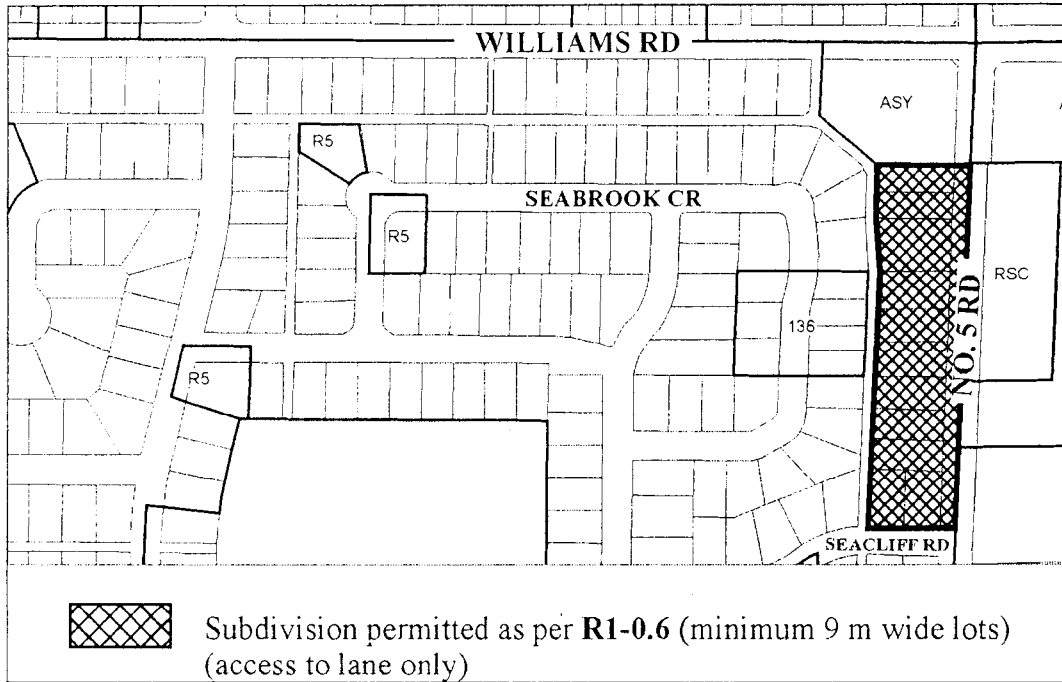 WILLIAMS RD
ASY
R5
SEABROOK CR
R5
RSC
136
NO. 5 RD
R5
SEACLIFF RD
Subdivision permitted as per R1-0.6 (minimum 9 m wide lots)
(access to lane only)